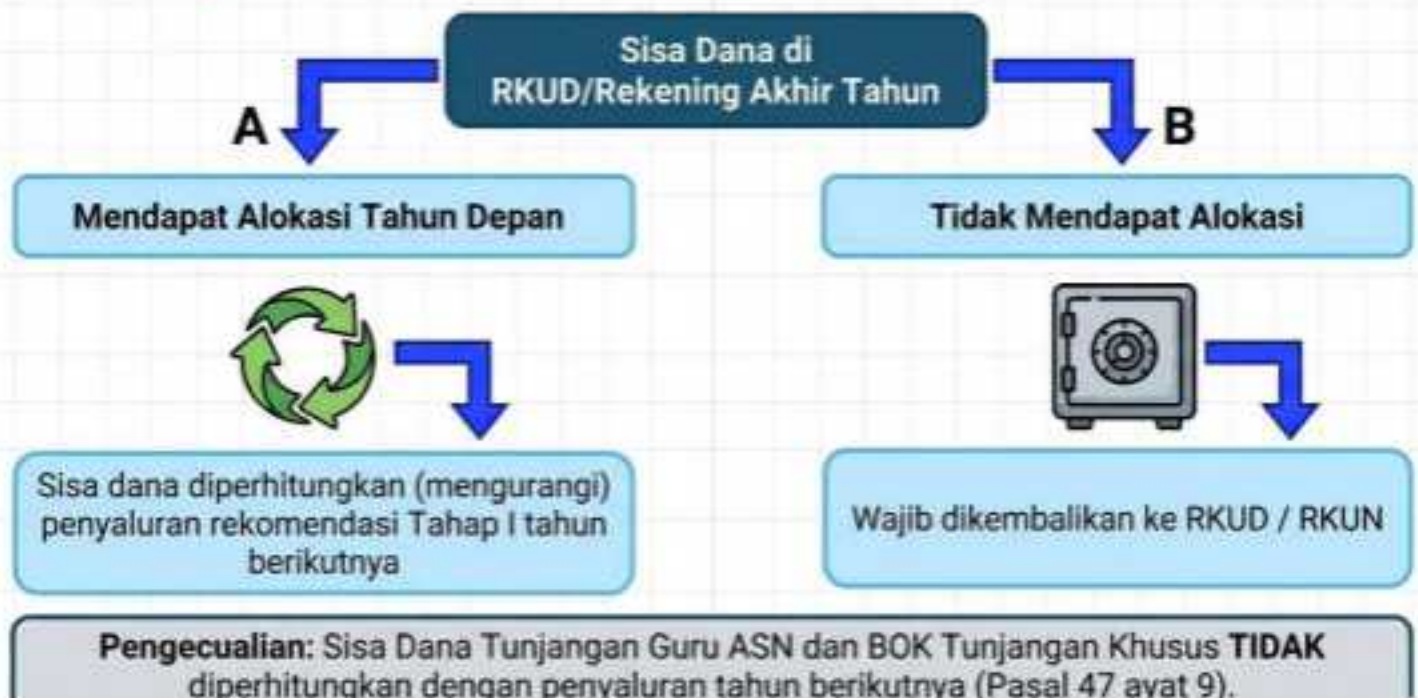 Sisa Dana di
RKUD/Rekening Akhir Tahun
A
B
Mendapat Alokasi Tahun Depan
Tidak Mendapat Alokasi
Sisa dana diperhitungkan (mengurangi)
penyaluran rekomendasi Tahap I tahun
berikutnya
Wajib dikembalikan ke RKUD / RKUN
Pengecualian: Sisa Dana Tunjangan Guru ASN dan BOK Tunjangan Khusus TIDAK
diperhitungkan dengan penyaluran tahun berikutnya (Pasal 47 ayat 9).